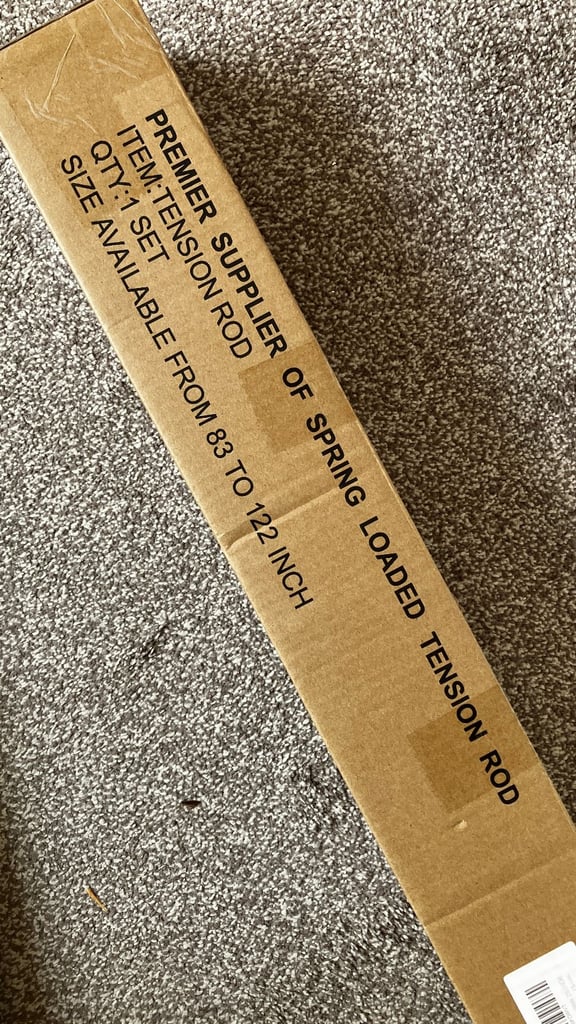 PREMIER SUPPLIER OF SPRING LOADED TENSION ROD
ITEM:TENSION ROD
QTY:1 SET
SIZE AVAILABLE FROM 83 TO 122 INCH